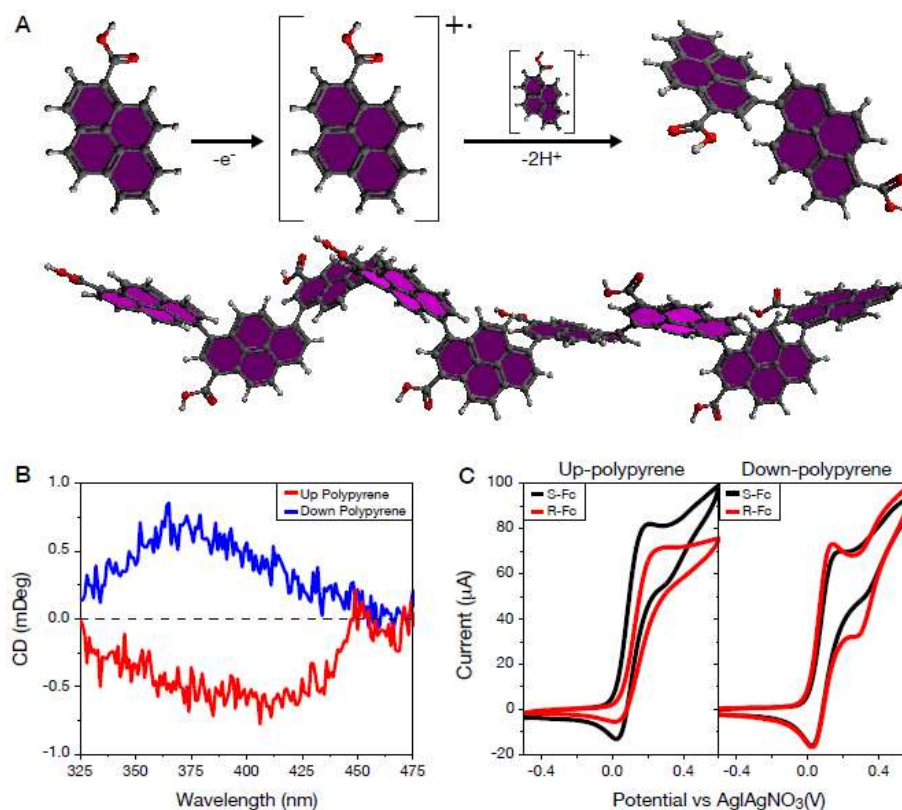 A
+·
+·
-e-
-2H+
B
1.0
Up Polypyrene
Down Polypyrene
0.5
0.0
-0.5
-1.0
CD (mDeg)
325 350 375 400 425 450 475
Wavelength (nm)
C
Up-polypyrene Down-polypyrene
100
S-Fc S-Fc
R-Fc R-Fc
80
60
40
20
0
-20
Current (µA)
-0.4 0.0 0.4 -0.4 0.0 0.4
Potential vs Ag|AgNO3(V)